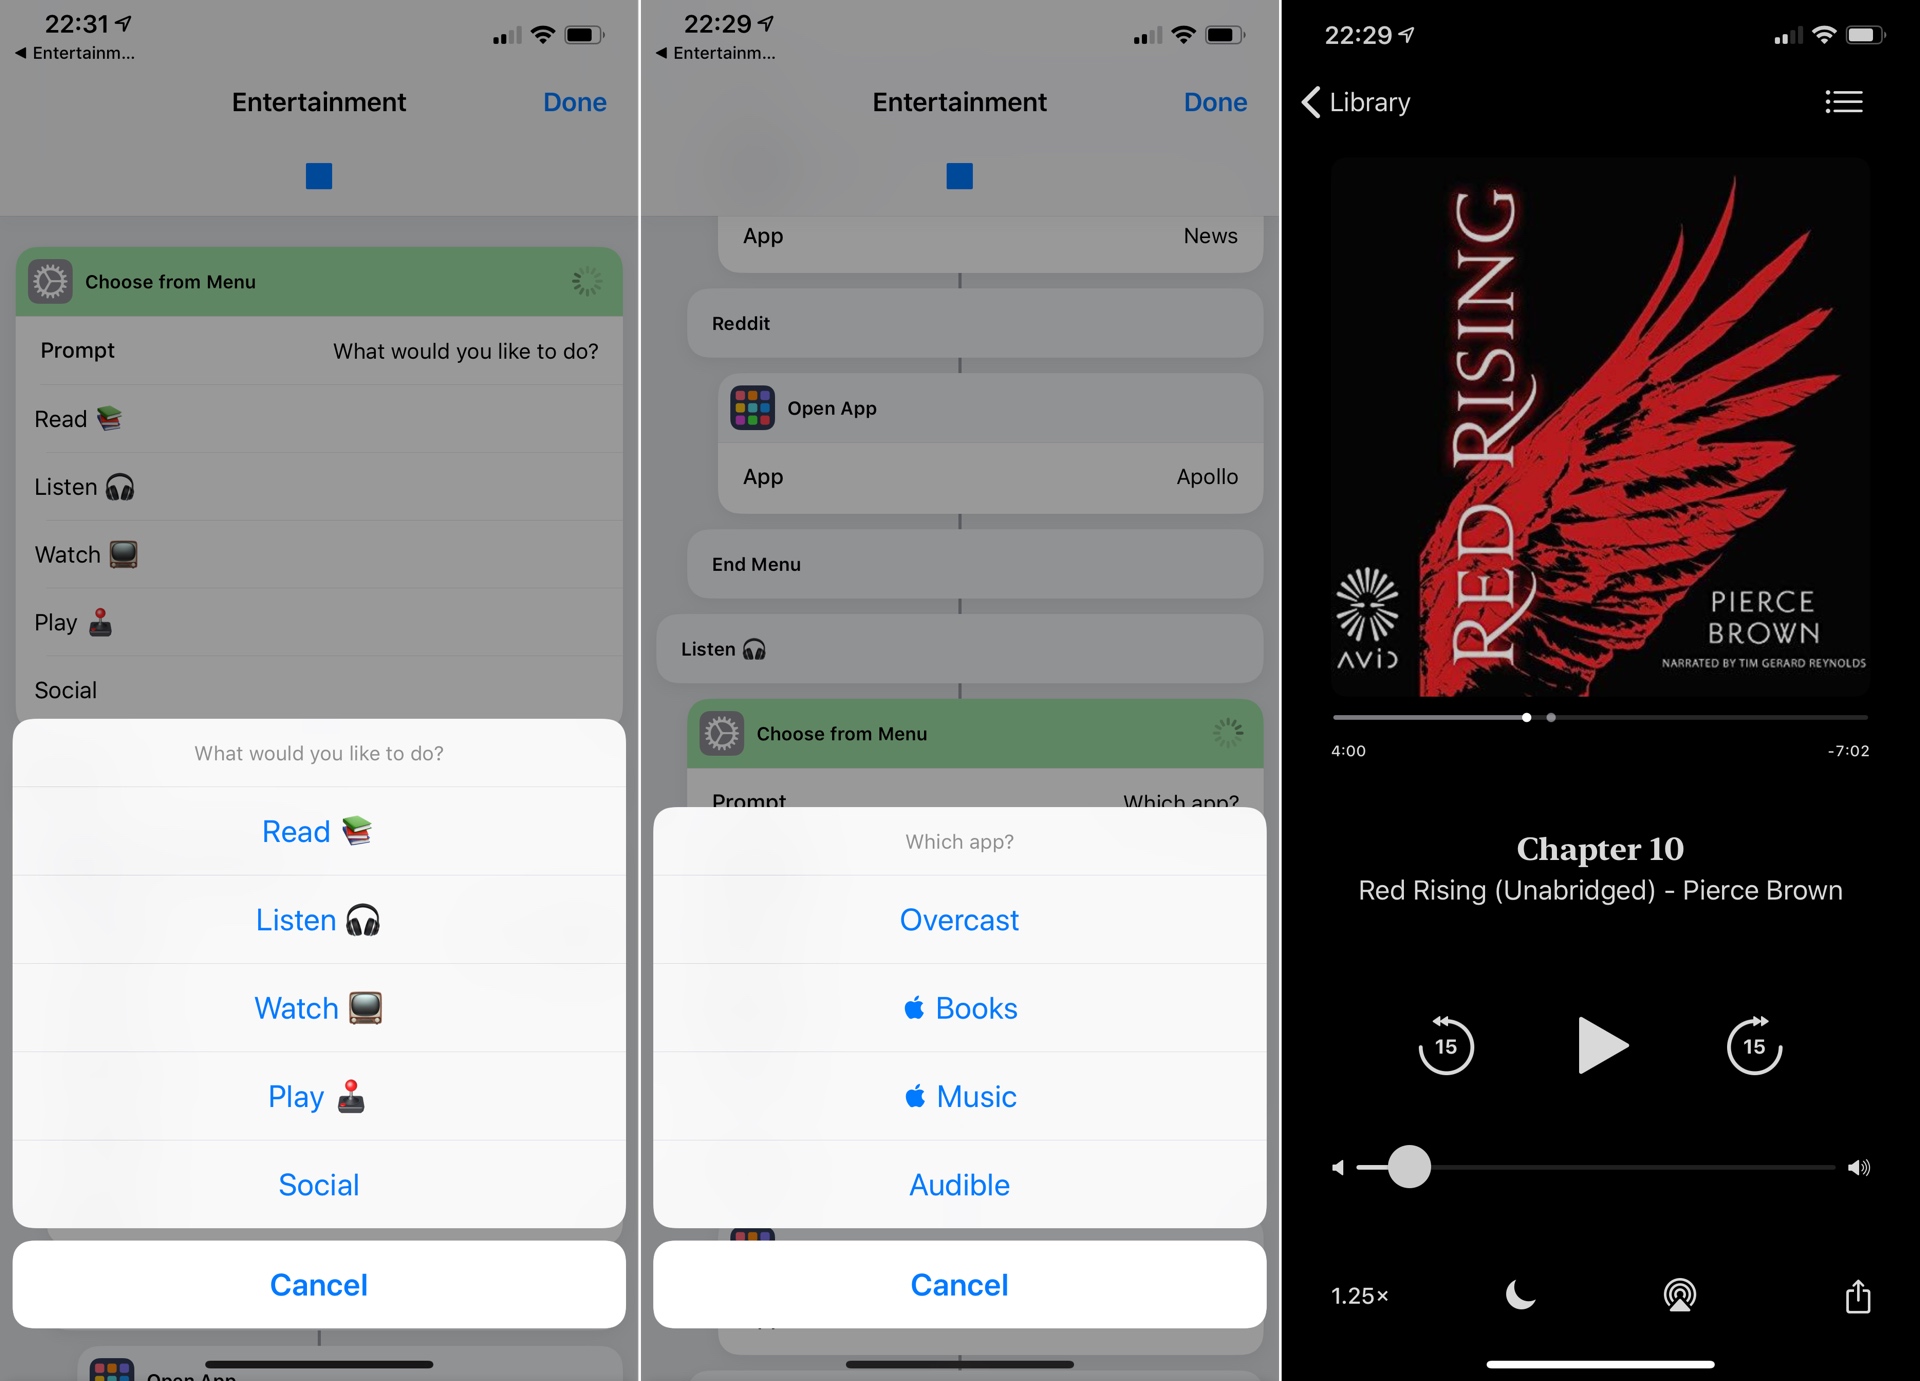 22:31
◀ Entertainm...
Entertainment
Done
Choose from Menu
Prompt
What would you like to do?
Read 📚
Listen 🎧
Watch 📺
Play 🕹️
Social
What would you like to do?
Read 📚
Listen 🎧
Watch 📺
Play 🕹️
Social
Cancel
Open App
22:29
◀ Entertainm...
Entertainment
Done
App
News
Reddit
Open App
App
Apollo
End Menu
Listen 🎧
Choose from Menu
Prompt
Which app?
Which app?
Overcast
 Books
 Music
Audible
Cancel
22:29
Library
RED RISING
AVID
PIERCE
BROWN
NARRATED BY TIM GERARD REYNOLDS
4:00
-7:02
Chapter 10
Red Rising (Unabridged) - Pierce Brown
15
15
1.25×